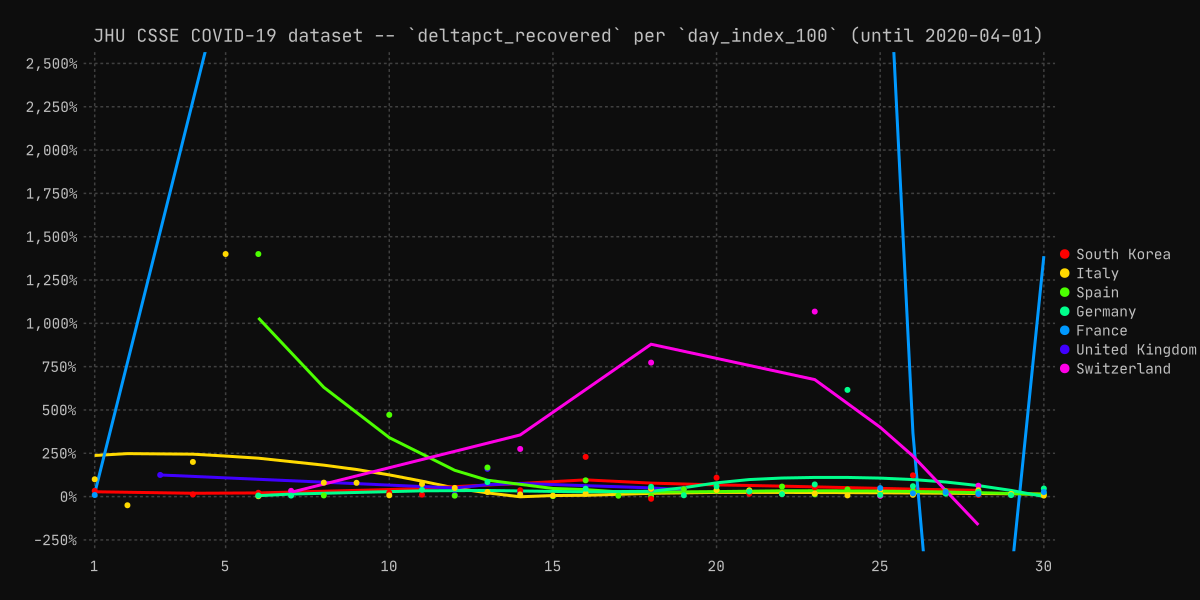 JHU CSSE COVID-19 dataset -- `deltapct_recovered` per `day_index_100` (until 2020-04-01)
2,500%
2,250%
2,000%
1,750%
1,500%
1,250%
1,000%
750%
500%
250%
0%
-250%
1 5 10 15 20 25 30
South Korea
Italy
Spain
Germany
France
United Kingdom
Switzerland